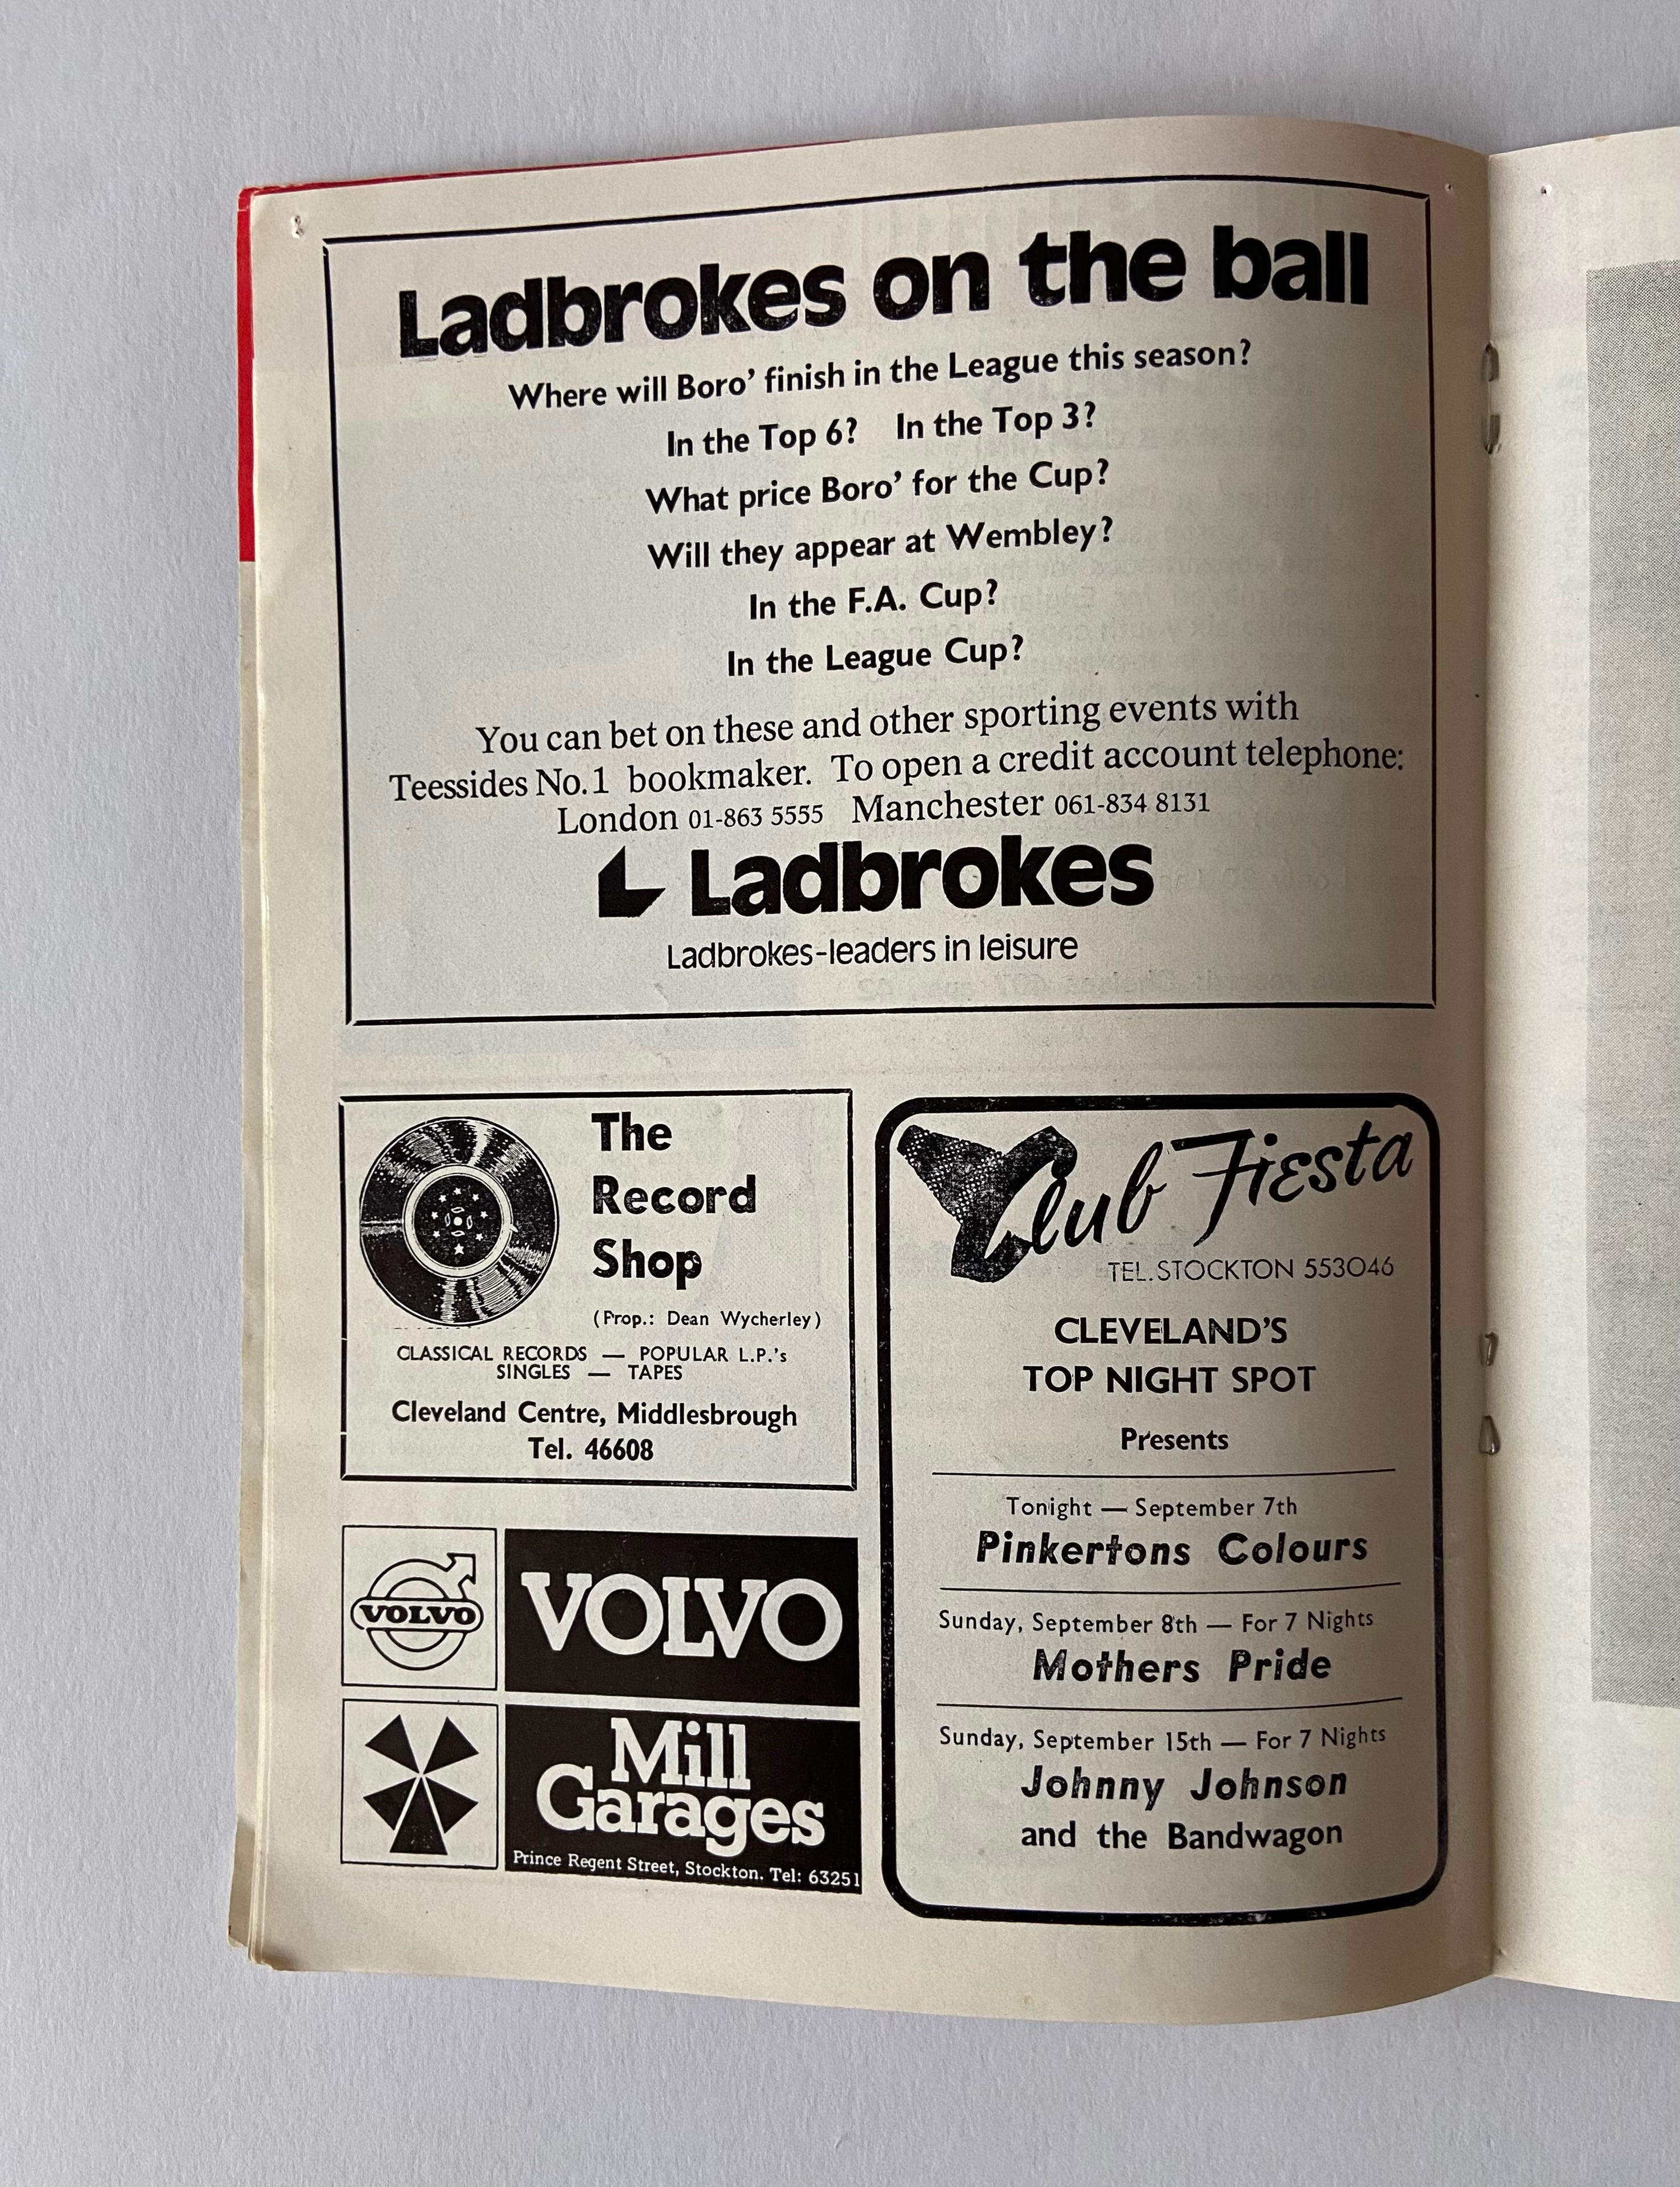 Ladbrokes on the ball
Where will Boro' finish in the League this season?
In the Top 6? In the Top 3?
What price Boro' for the Cup?
Will they appear at Wembley?
In the F.A. Cup?
In the League Cup?
You can bet on these and other sporting events with
Teessides No.1 bookmaker. To open a credit account telephone:
London 01-863 5555 Manchester 061-834 8131
Ladbrokes
Ladbrokes-leaders in leisure
The
Record
Shop
(Prop.: Dean Wycherley)
CLASSICAL RECORDS — POPULAR L.P.'s
SINGLES — TAPES
Cleveland Centre, Middlesbrough
Tel. 46608
VOLVO
VOLVO
Mill
Garages
Prince Regent Street, Stockton. Tel: 63251
Club Fiesta
TEL.STOCKTON 553046
CLEVELAND'S
TOP NIGHT SPOT
Presents
Tonight — September 7th
Pinkertons Colours
Sunday, September 8th — For 7 Nights
Mothers Pride
Sunday, September 15th — For 7 Nights
Johnny Johnson
and the Bandwagon